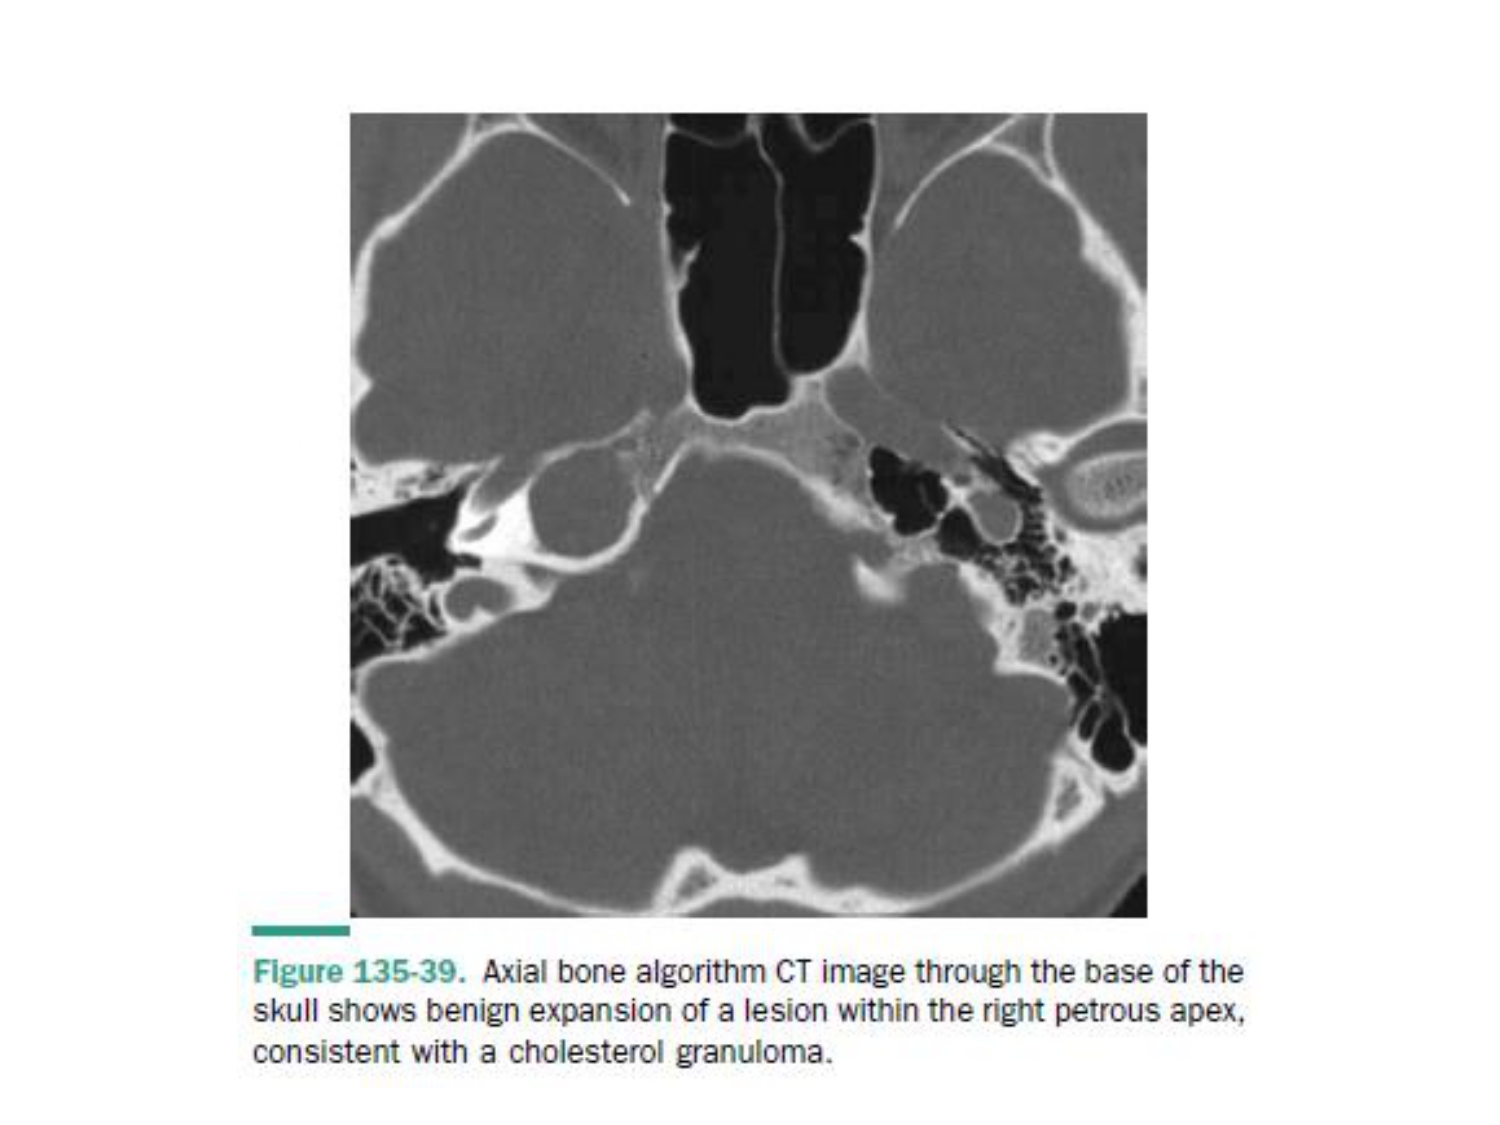 Figure 135-39. Axial bone algorithm CT image through the base of the
skull shows benign expansion of a lesion within the right petrous apex,
consistent with a cholesterol granuloma.